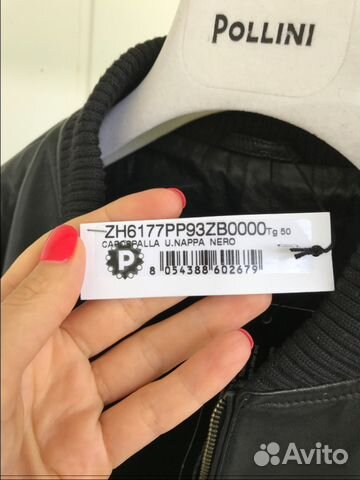 POLLINI
ZH6177PP93ZB0000 Tg 50
CAPOSPALLA U.NAPPA NERO
P
8 054388 602679
Avito